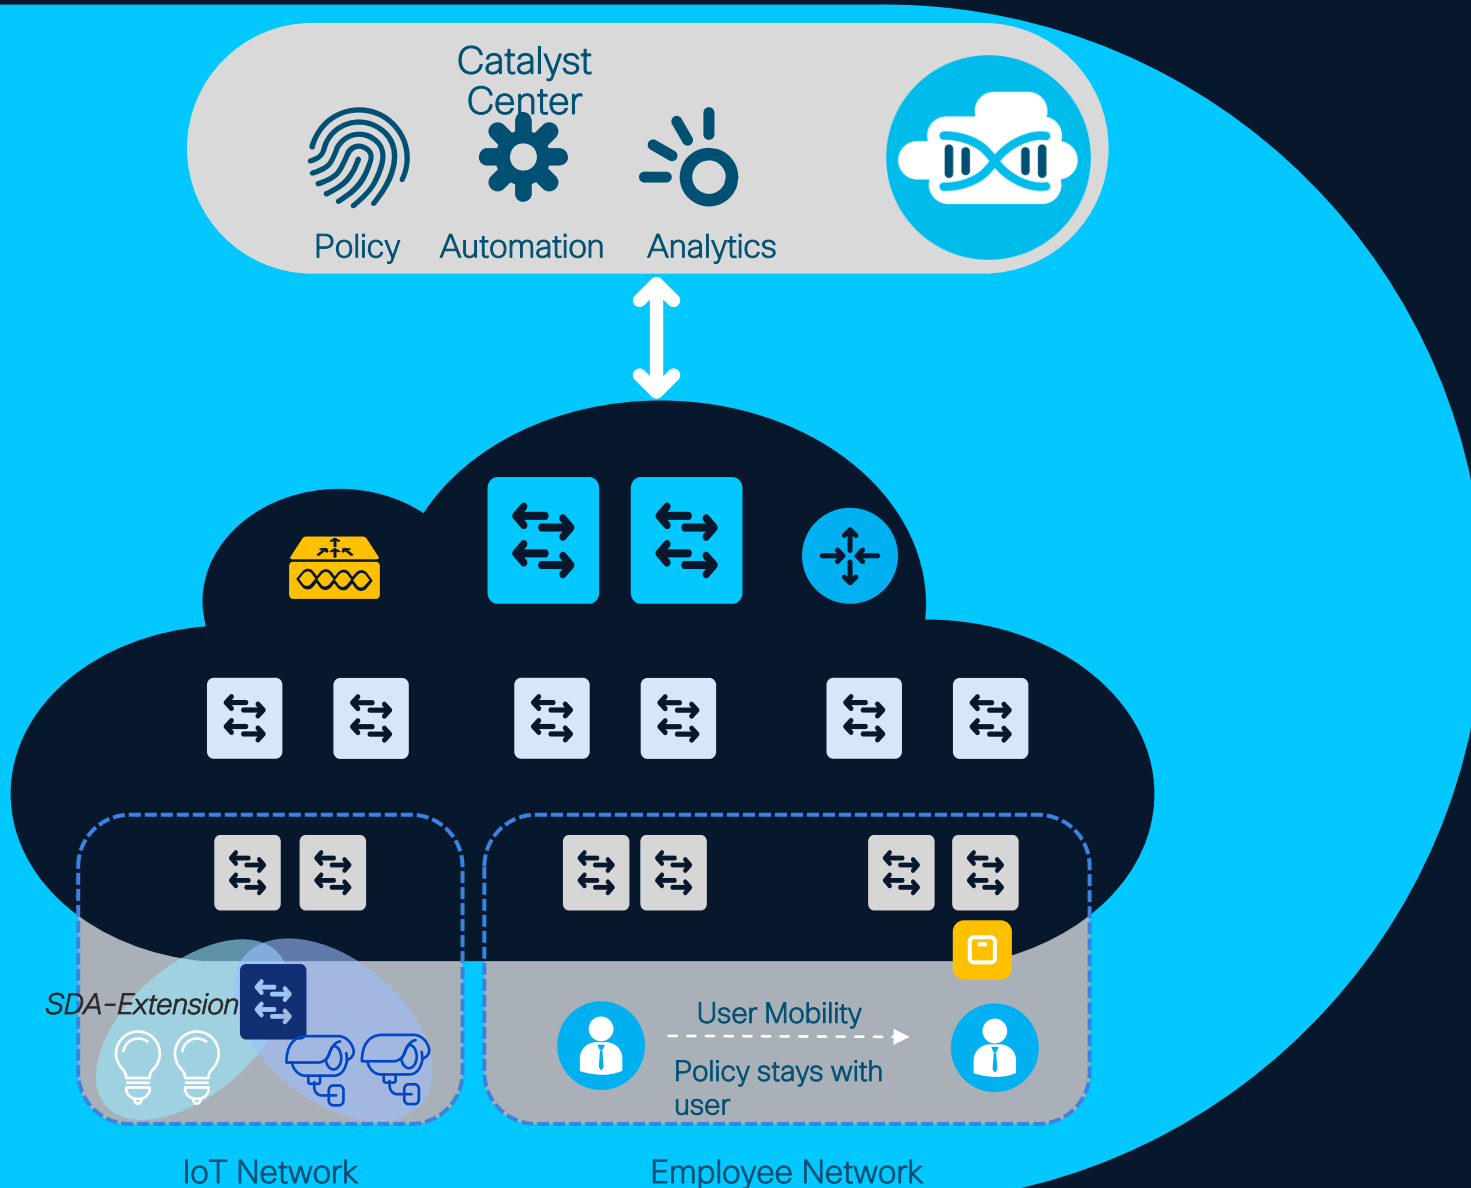 Catalyst
Center
Policy
Automation
Analytics
SDA-Extension
User Mobility
Policy stays with
user
IoT Network
Employee Network